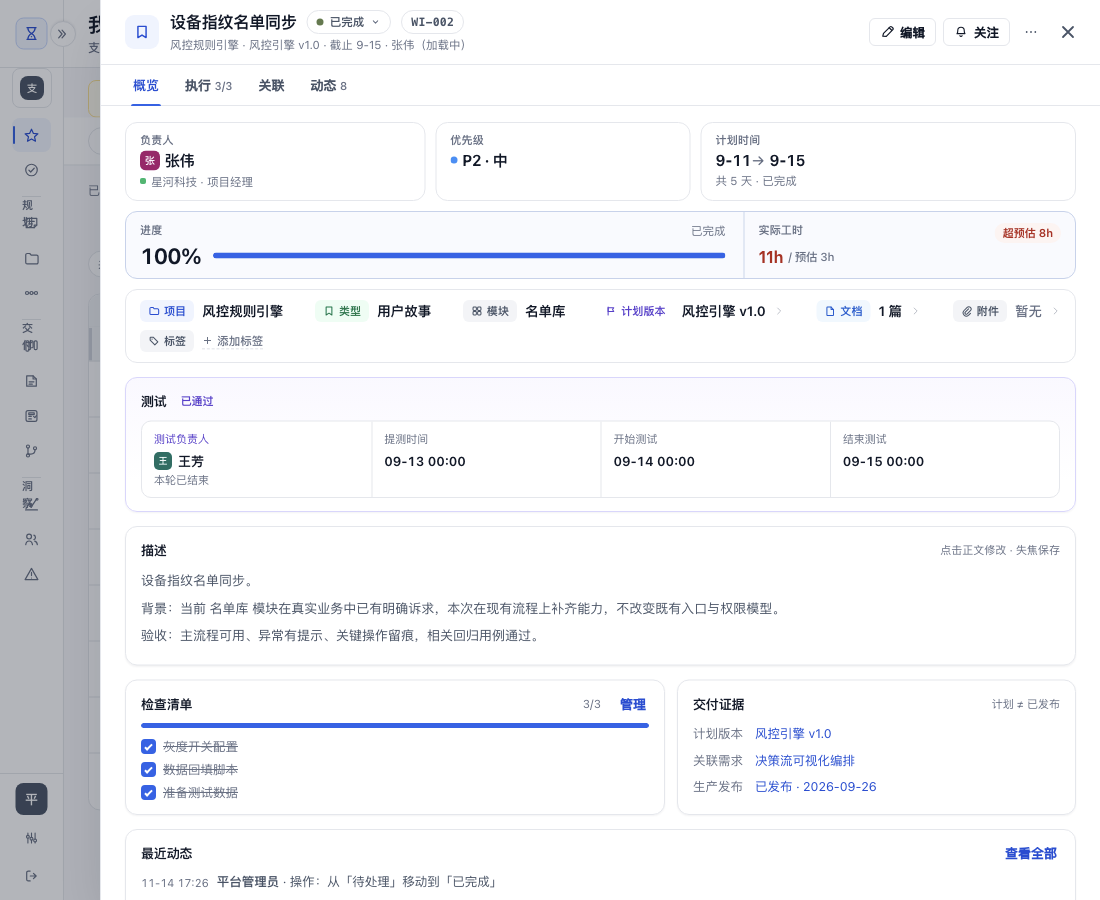 设备指纹名单同步 已完成 WI-002
风控规则引擎 · 风控引擎 v1.0 · 截止 9-15 · 张伟（加载中）
编辑 关注 ···
概览 执行 3/3 关联 动态 8
负责人
张 张伟
星河科技 · 项目经理
优先级
P2 · 中
计划时间
9-11→ 9-15
共 5 天 · 已完成
进度 已完成
100%
实际工时 超预估 8h
11h / 预估 3h
项目 风控规则引擎 类型 用户故事 模块 名单库 计划版本 风控引擎 v1.0 文档 1 篇 附件 暂无
标签 + 添加标签
测试 已通过
测试负责人
王 王芳
本轮已结束
提测时间
09-13 00:00
开始测试
09-14 00:00
结束测试
09-15 00:00
描述 点击正文修改 · 失焦保存
设备指纹名单同步。
背景：当前 名单库 模块在真实业务中已有明确诉求，本次在现有流程上补齐能力，不改变既有入口与权限模型。
验收：主流程可用、异常有提示、关键操作留痕，相关回归用例通过。
检查清单 3/3 管理
灰度开关配置
数据回填脚本
准备测试数据
交付证据 计划 ≠ 已发布
计划版本 风控引擎 v1.0
关联需求 决策流可视化编排
生产发布 已发布 · 2026-09-26
最近动态 查看全部
11-14 17:26 平台管理员 · 操作：从「待处理」移动到「已完成」
支
规
交
洞
平